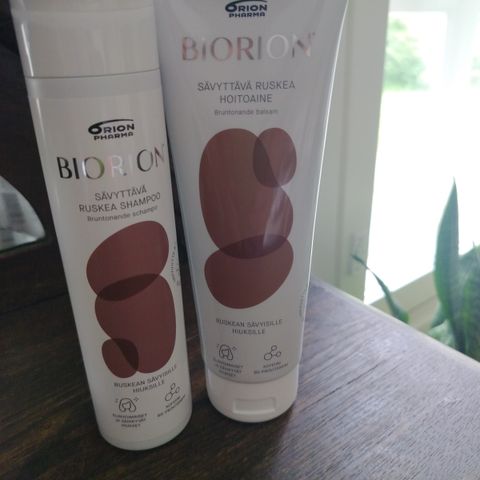 ORION
PHARMA
BIORION
SÄVYTTÄVÄ
RUSKEA SHAMPOO
Bruntonande schampo
RUSKEAN SÄVYISILLE
HIUKSILLE
ORION
PHARMA
BIORION
SÄVYTTÄVÄ RUSKEA
HOITOAINE
Bruntonande balsam
RUSKEAN SÄVYISILLE
HIUKSILLE